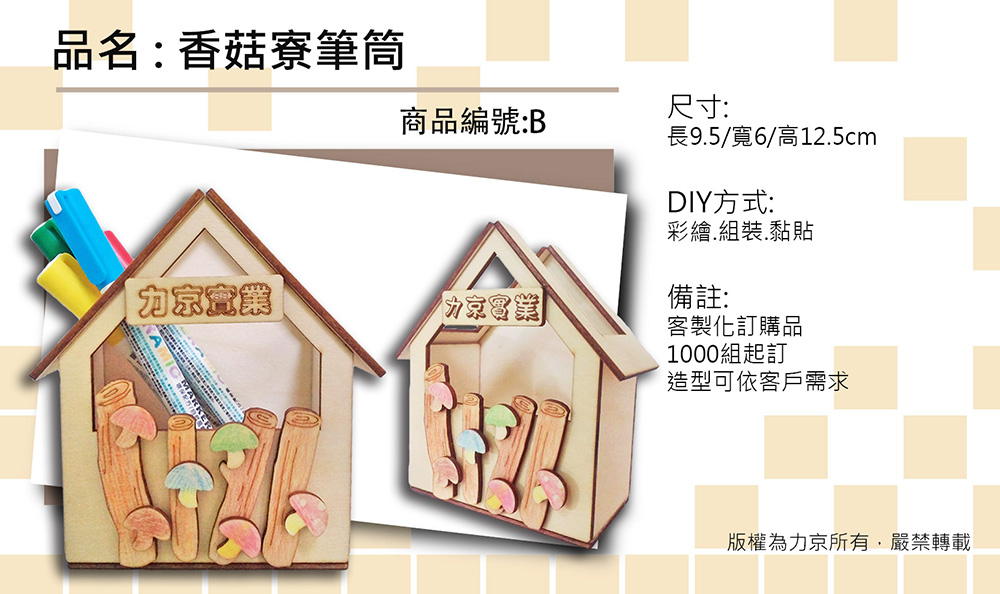 品名:香菇寮筆筒
商品編號:B
尺寸:
長9.5/寬6/高12.5cm
DIY方式:
彩繪.組裝.黏貼
備註:
客製化訂購品
1000組起訂
造型可依客戶需求
力京實業
力京實業
MARKER
版權為力京所有,嚴禁轉載